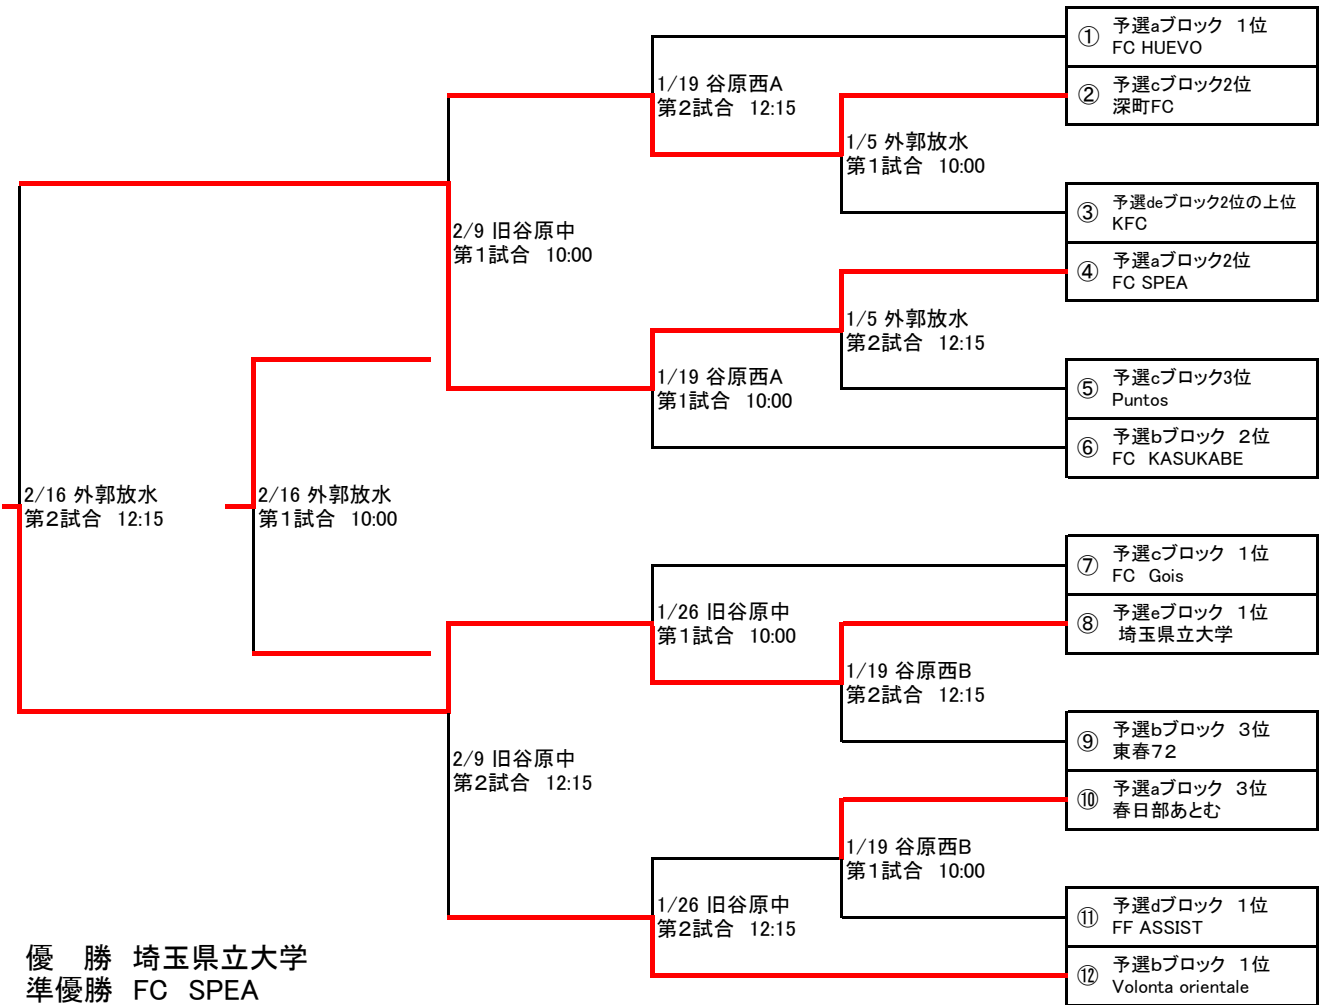 ① 予選aブロック　1位
FC HUEVO
② 予選cブロック2位
深町FC
③ 予選deブロック2位の上位
KFC
④ 予選aブロック2位
FC SPEA
⑤ 予選cブロック3位
Puntos
⑥ 予選bブロック　2位
FC　KASUKABE
⑦ 予選cブロック　1位
FC　Gois
⑧ 予選eブロック　1位
埼玉県立大学
⑨ 予選bブロック　3位
東春72
⑩ 予選aブロック　3位
春日部あとむ
⑪ 予選dブロック　1位
FF ASSIST
⑫ 予選bブロック　1位
Volonta orientale
1/5 外郭放水
第1試合　10:00
1/5 外郭放水
第2試合　12:15
1/19 谷原西B
第2試合　12:15
1/19 谷原西B
第1試合　10:00
1/19 谷原西A
第2試合　12:15
1/19 谷原西A
第1試合　10:00
1/26 旧谷原中
第1試合　10:00
1/26 旧谷原中
第2試合　12:15
2/9 旧谷原中
第1試合　10:00
2/9 旧谷原中
第2試合　12:15
2/16 外郭放水
第1試合　10:00
2/16 外郭放水
第2試合　12:15
優　勝　埼玉県立大学
準優勝　FC　SPEA